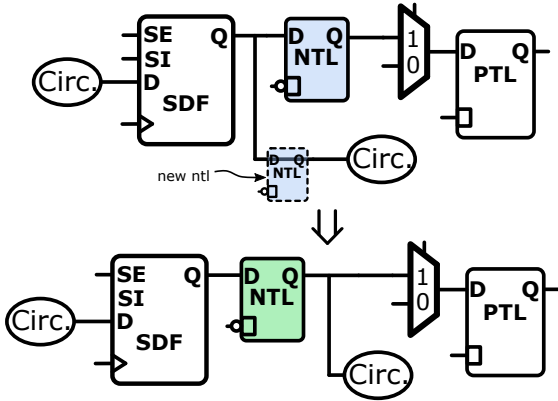 SE Q
SI
D
SDF
Circ.
D Q
NTL
1
0
D
PTL
D Q
NTL
new ntl
Circ.
SE Q
SI
D
SDF
Circ.
D Q
NTL
1
0
D
PTL
Circ.